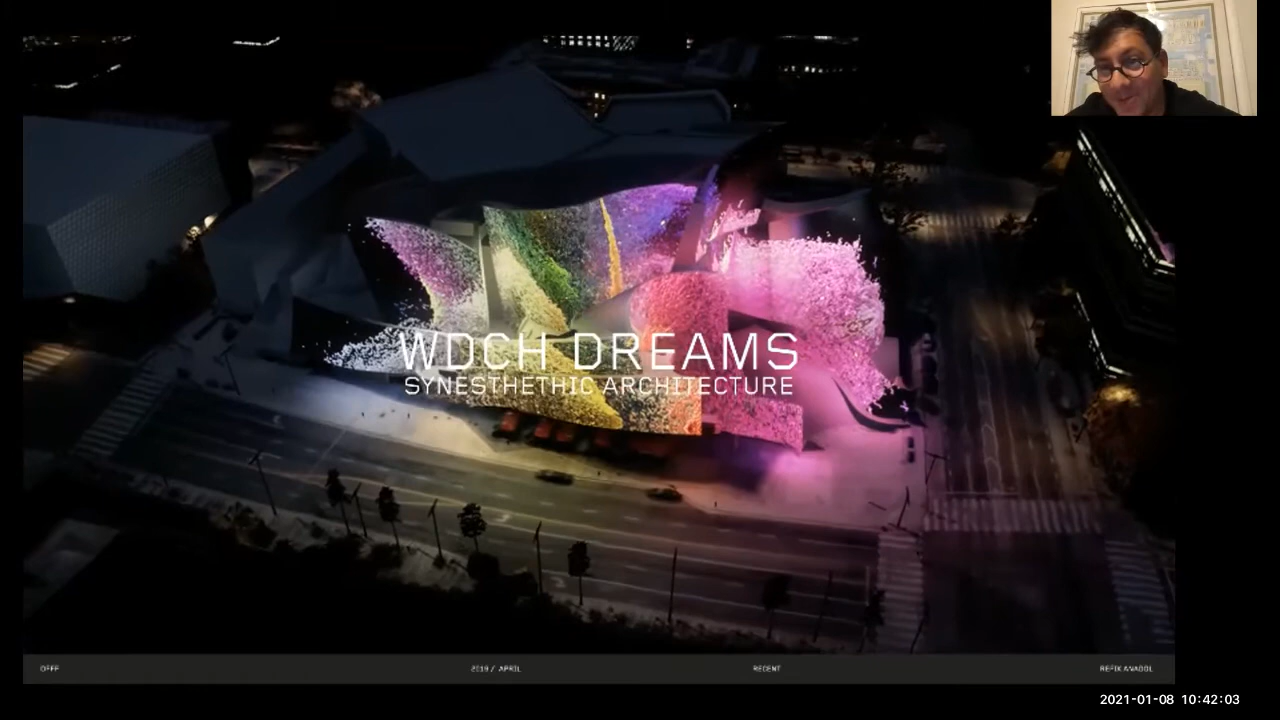 WDCH DREAMS
SYNESTHETHIC ARCHITECTURE
OFFF
2019 / APRIL
RECENT
REFIK ANADOL
2021-01-08 10:42:03